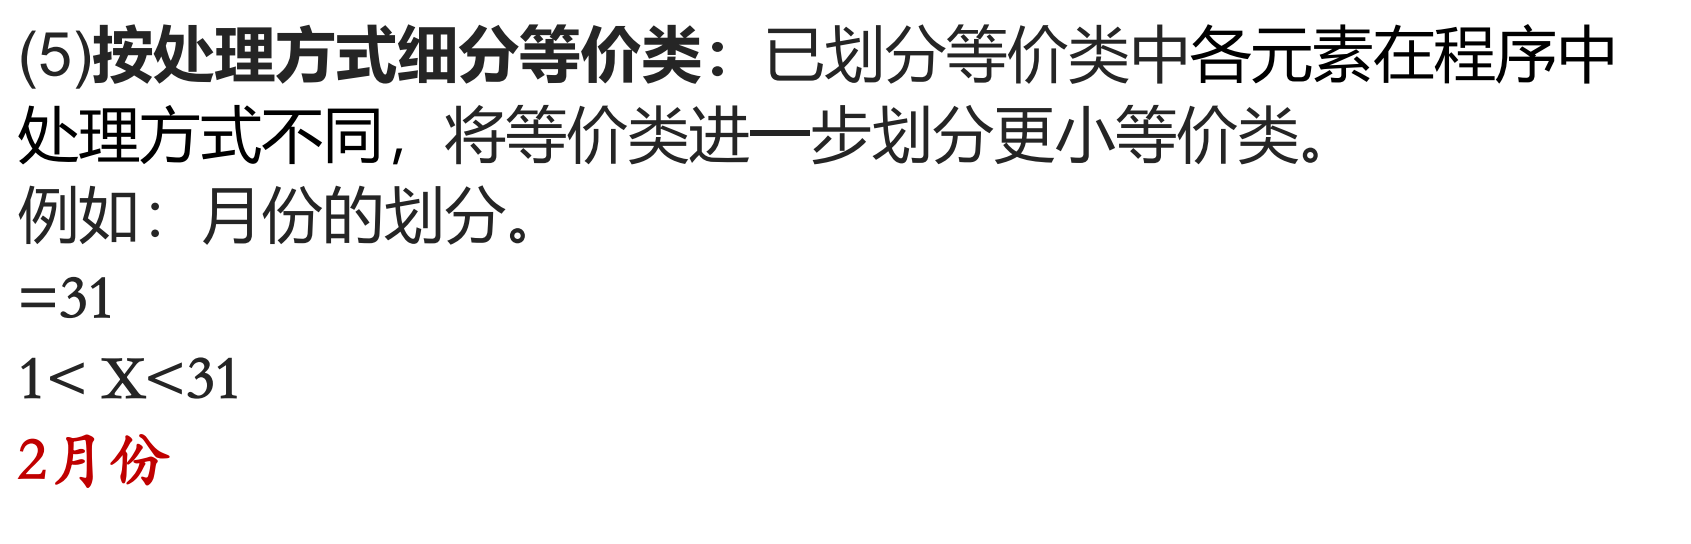 (5)按处理方式细分等价类：已划分等价类中各元素在程序中
处理方式不同，将等价类进一步划分更小等价类。
例如：月份的划分。
=31
1< X<31
2月份